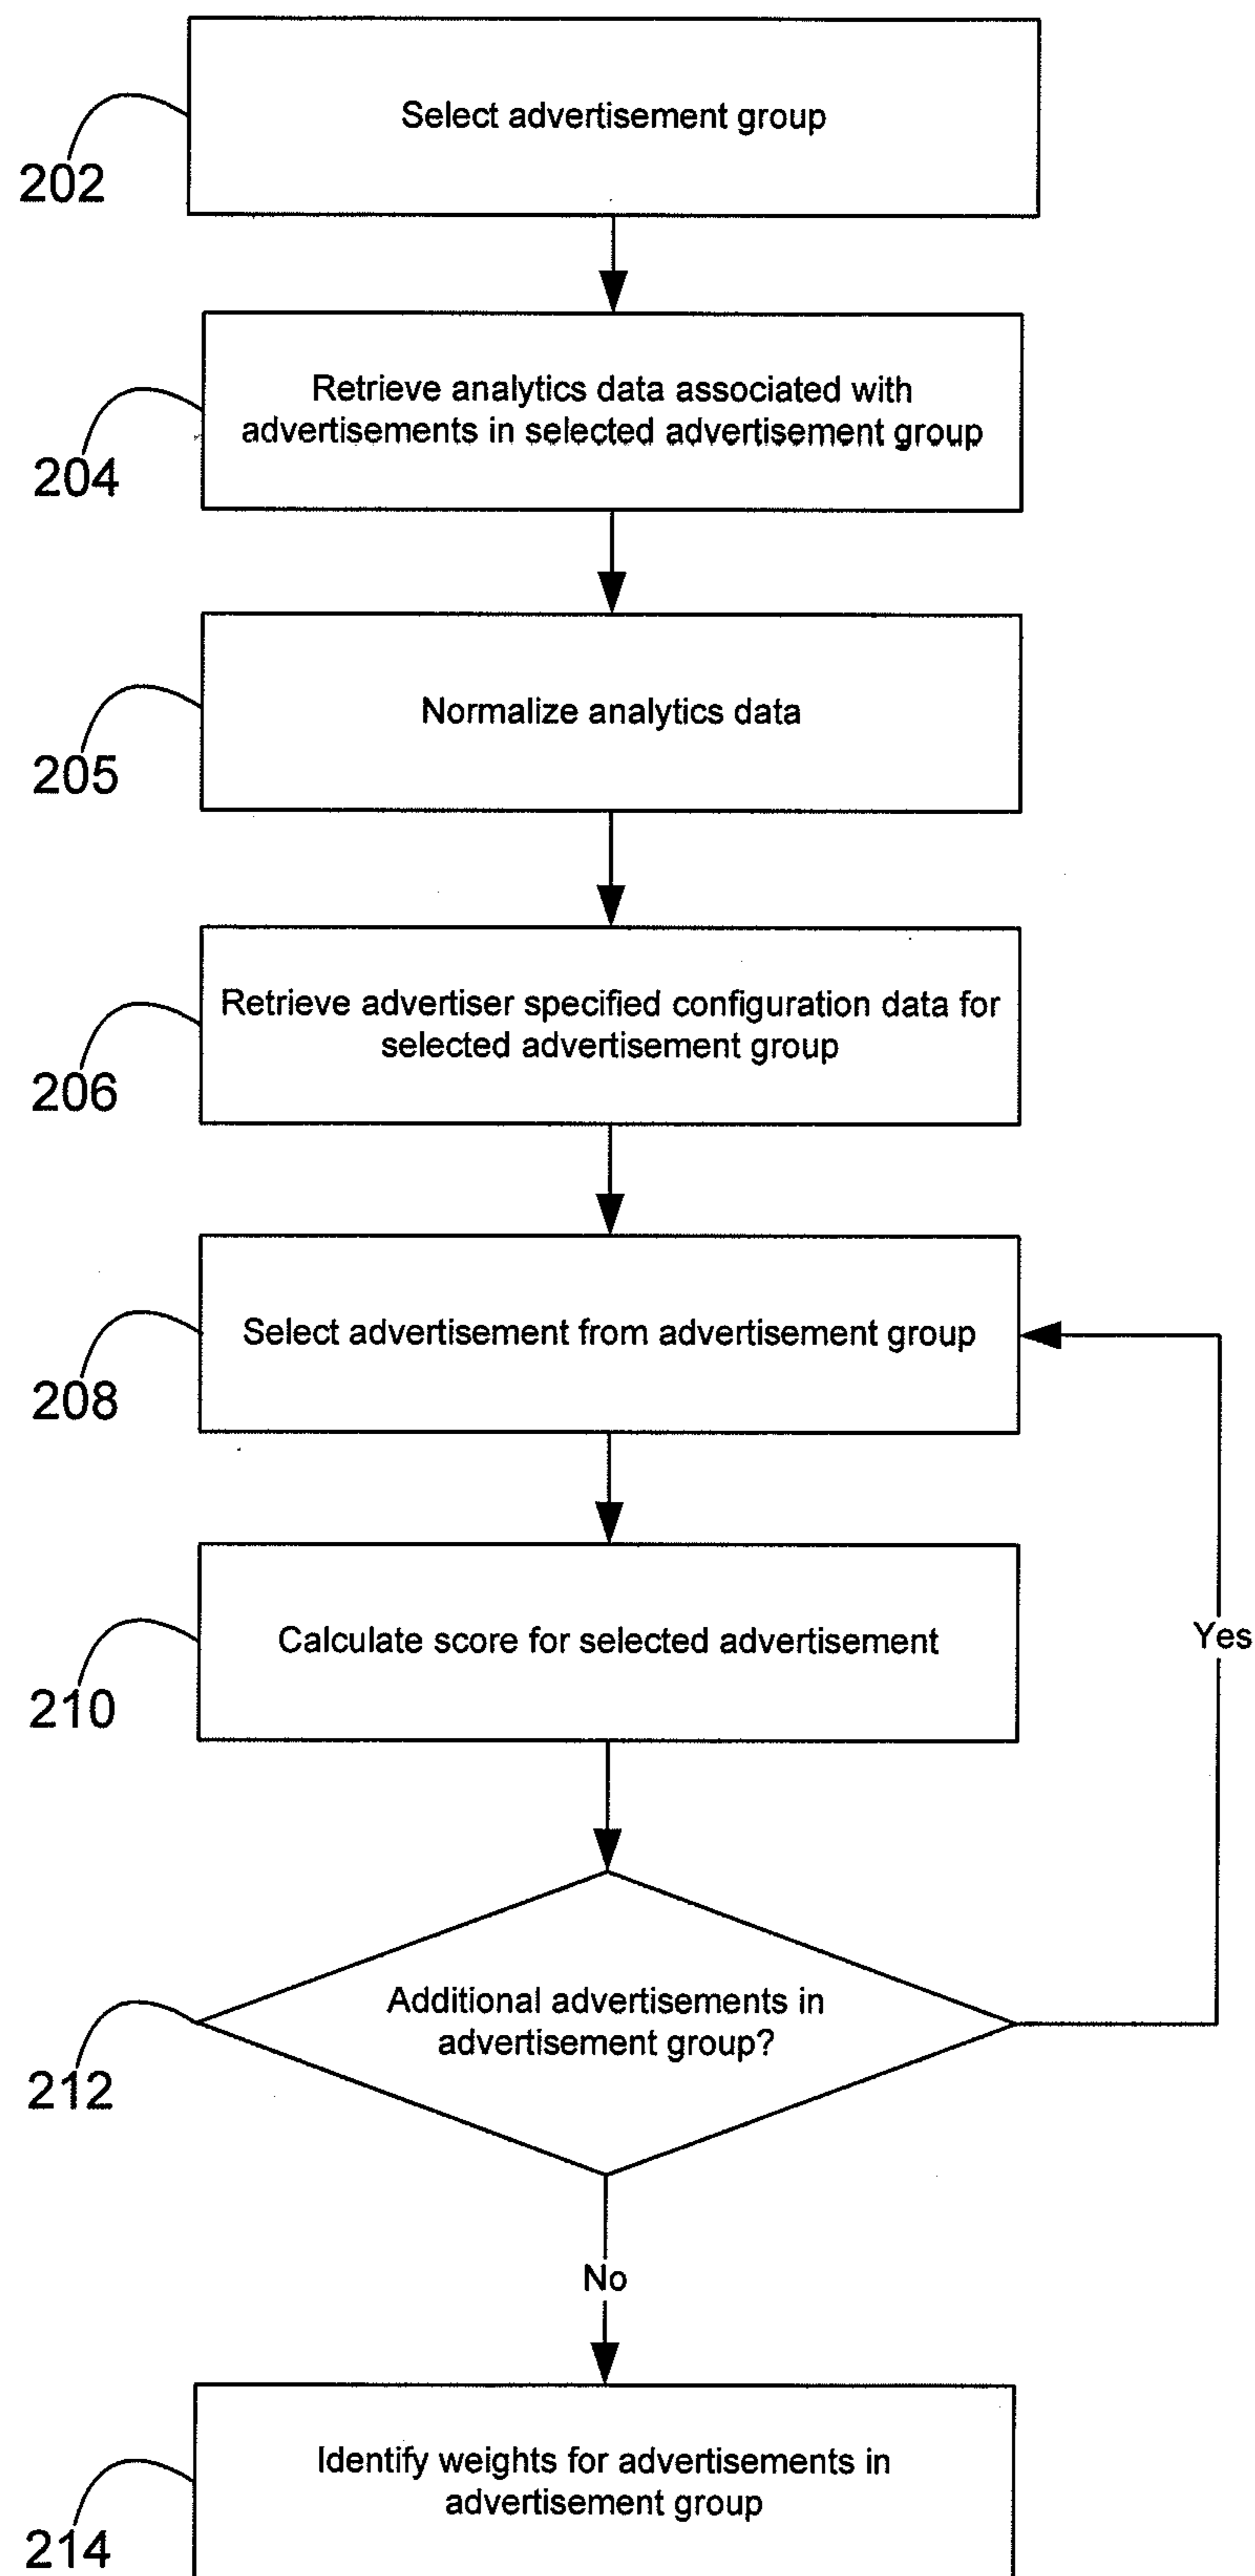 Select advertisement group
202
Retrieve analytics data associated with
advertisements in selected advertisement group
204
Normalize analytics data
205
Retrieve advertiser specified configuration data for
selected advertisement group
206
Select advertisement from advertisement group
208
Calculate score for selected advertisement
210
Yes
Additional advertisements in
advertisement group?
212
No
Identify weights for advertisements in
advertisement group
214